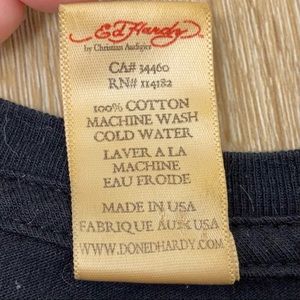 Ed Hardy
by Christian Audigier
CA# 34460
RN# 114182
100% COTTON
MACHINE WASH
COLD WATER
LAVER A LA
MACHINE
EAU FROIDE
MADE IN USA
FABRIQUE AUX USA
WWW.DONEDHARDY.COM